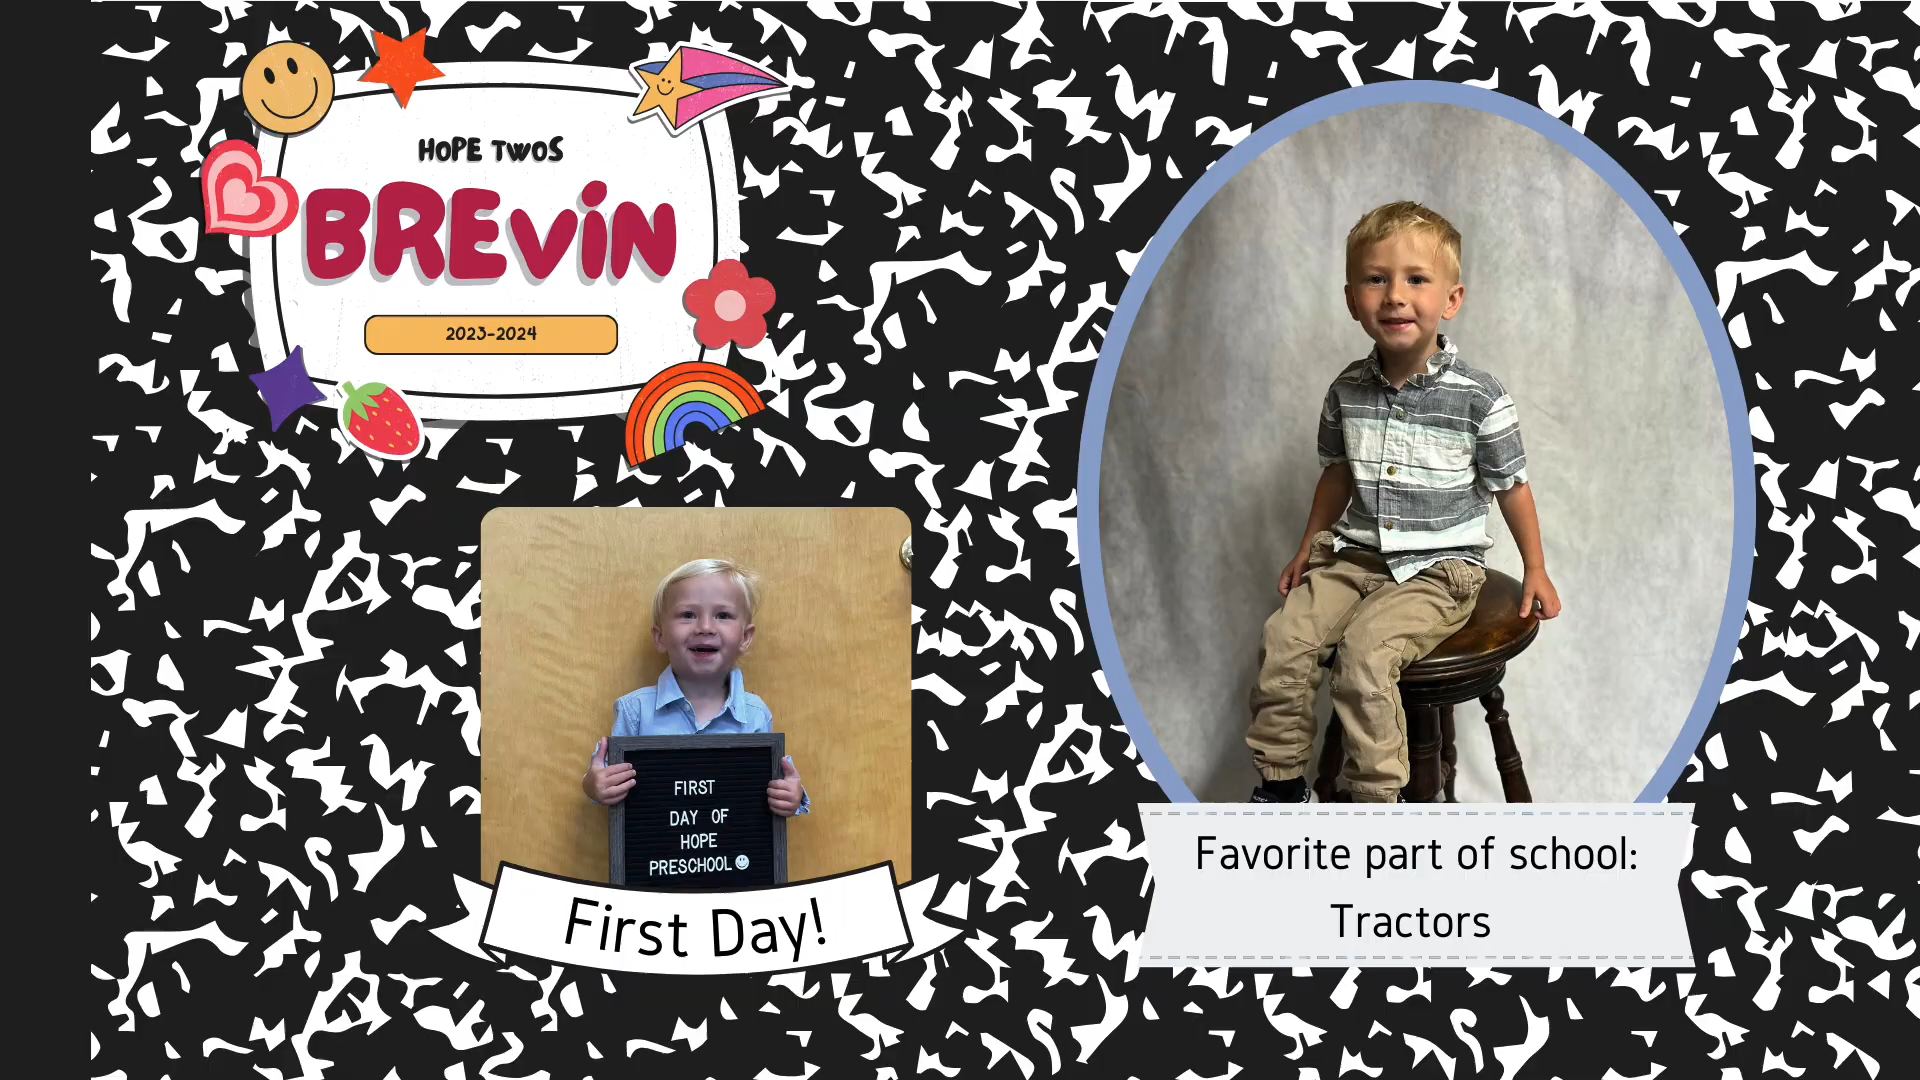 HOPE TWOS
BREViN
2023-2024
FIRST
DAY OF
HOPE
PRESCHOOL☺
First Day!
Favorite part of school:
Tractors